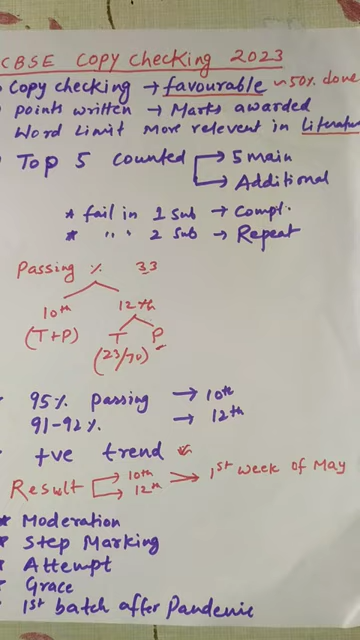 CBSE Copy Checking 2023
Copy checking → favourable ~50% done
Points written → Marks awarded
Word Limit More relevent in Literatu
Top 5 counted → 5 main
→ Additional
* fail in 1 sub → Compt.
* " " 2 sub → Repeat
Passing % 33
10th 12th
(T+P) T P
(23/70)
95% Passing → 10th
91-92% → 12th
+ve trend
Result → 10th → 12th > 1st week of May
* Moderation
* Step Marking
* Attempt
* Grace
* 1st batch after Pandemic